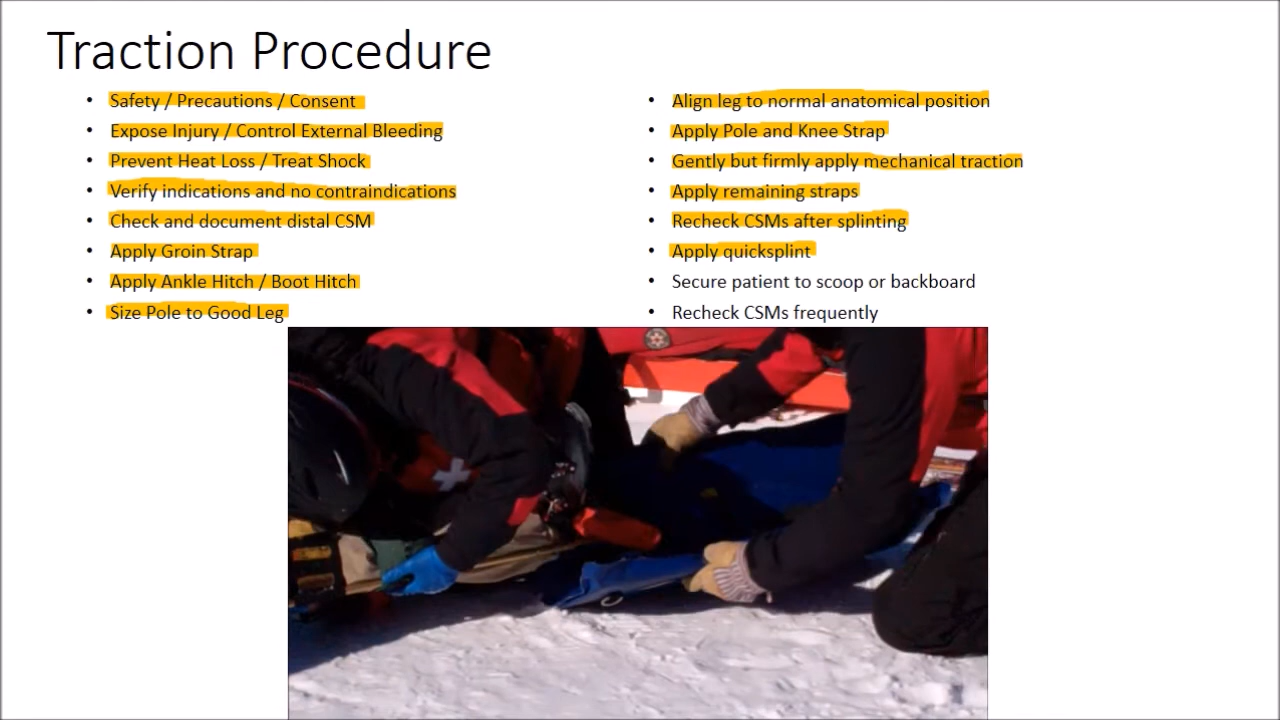 Traction Procedure
• Safety / Precautions / Consent
• Expose Injury / Control External Bleeding
• Prevent Heat Loss / Treat Shock
• Verify indications and no contraindications
• Check and document distal CSM
• Apply Groin Strap
• Apply Ankle Hitch / Boot Hitch
• Size Pole to Good Leg
• Align leg to normal anatomical position
• Apply Pole and Knee Strap
• Gently but firmly apply mechanical traction
• Apply remaining straps
• Recheck CSMs after splinting
• Apply quicksplint
• Secure patient to scoop or backboard
• Recheck CSMs frequently